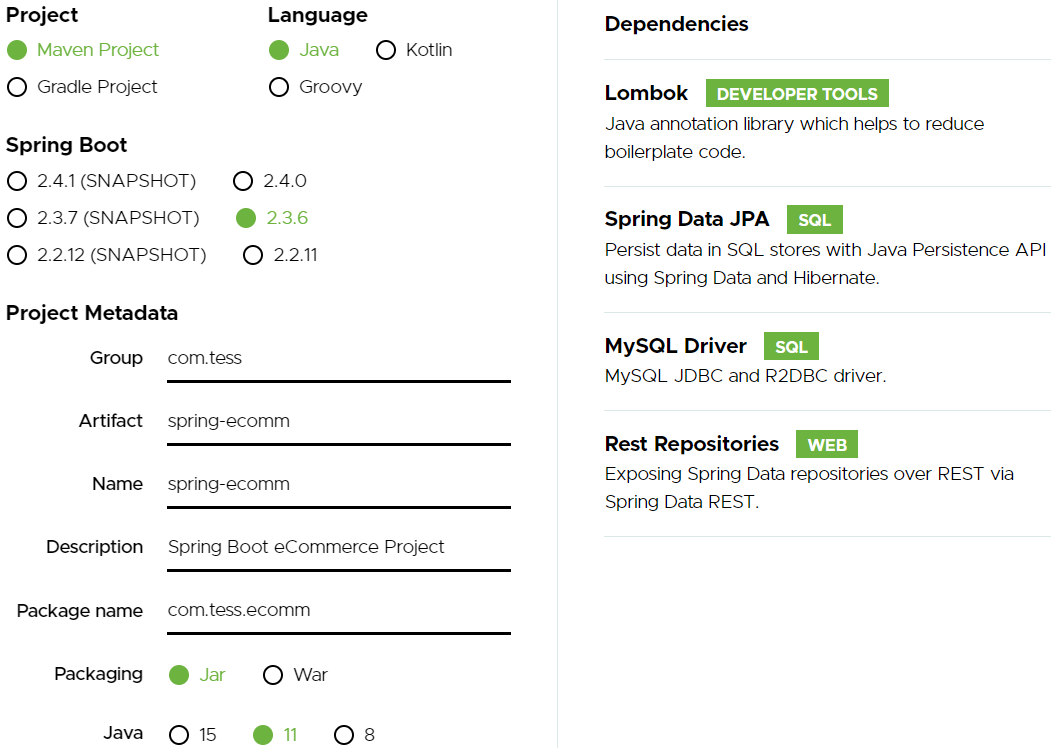 Project
Language
Maven Project
Java
Kotlin
Gradle Project
Groovy
Spring Boot
2.4.1 (SNAPSHOT)
2.4.0
2.3.7 (SNAPSHOT)
2.3.6
2.2.12 (SNAPSHOT)
2.2.11
Project Metadata
Group
com.tess
Artifact
spring-ecomm
Name
spring-ecomm
Description
Spring Boot eCommerce Project
Package name
com.tess.ecomm
Packaging
Jar
War
Java
15
11
8
Dependencies
Lombok DEVELOPER TOOLS
Java annotation library which helps to reduce
boilerplate code.
Spring Data JPA SQL
Persist data in SQL stores with Java Persistence API
using Spring Data and Hibernate.
MySQL Driver SQL
MySQL JDBC and R2DBC driver.
Rest Repositories WEB
Exposing Spring Data repositories over REST via
Spring Data REST.